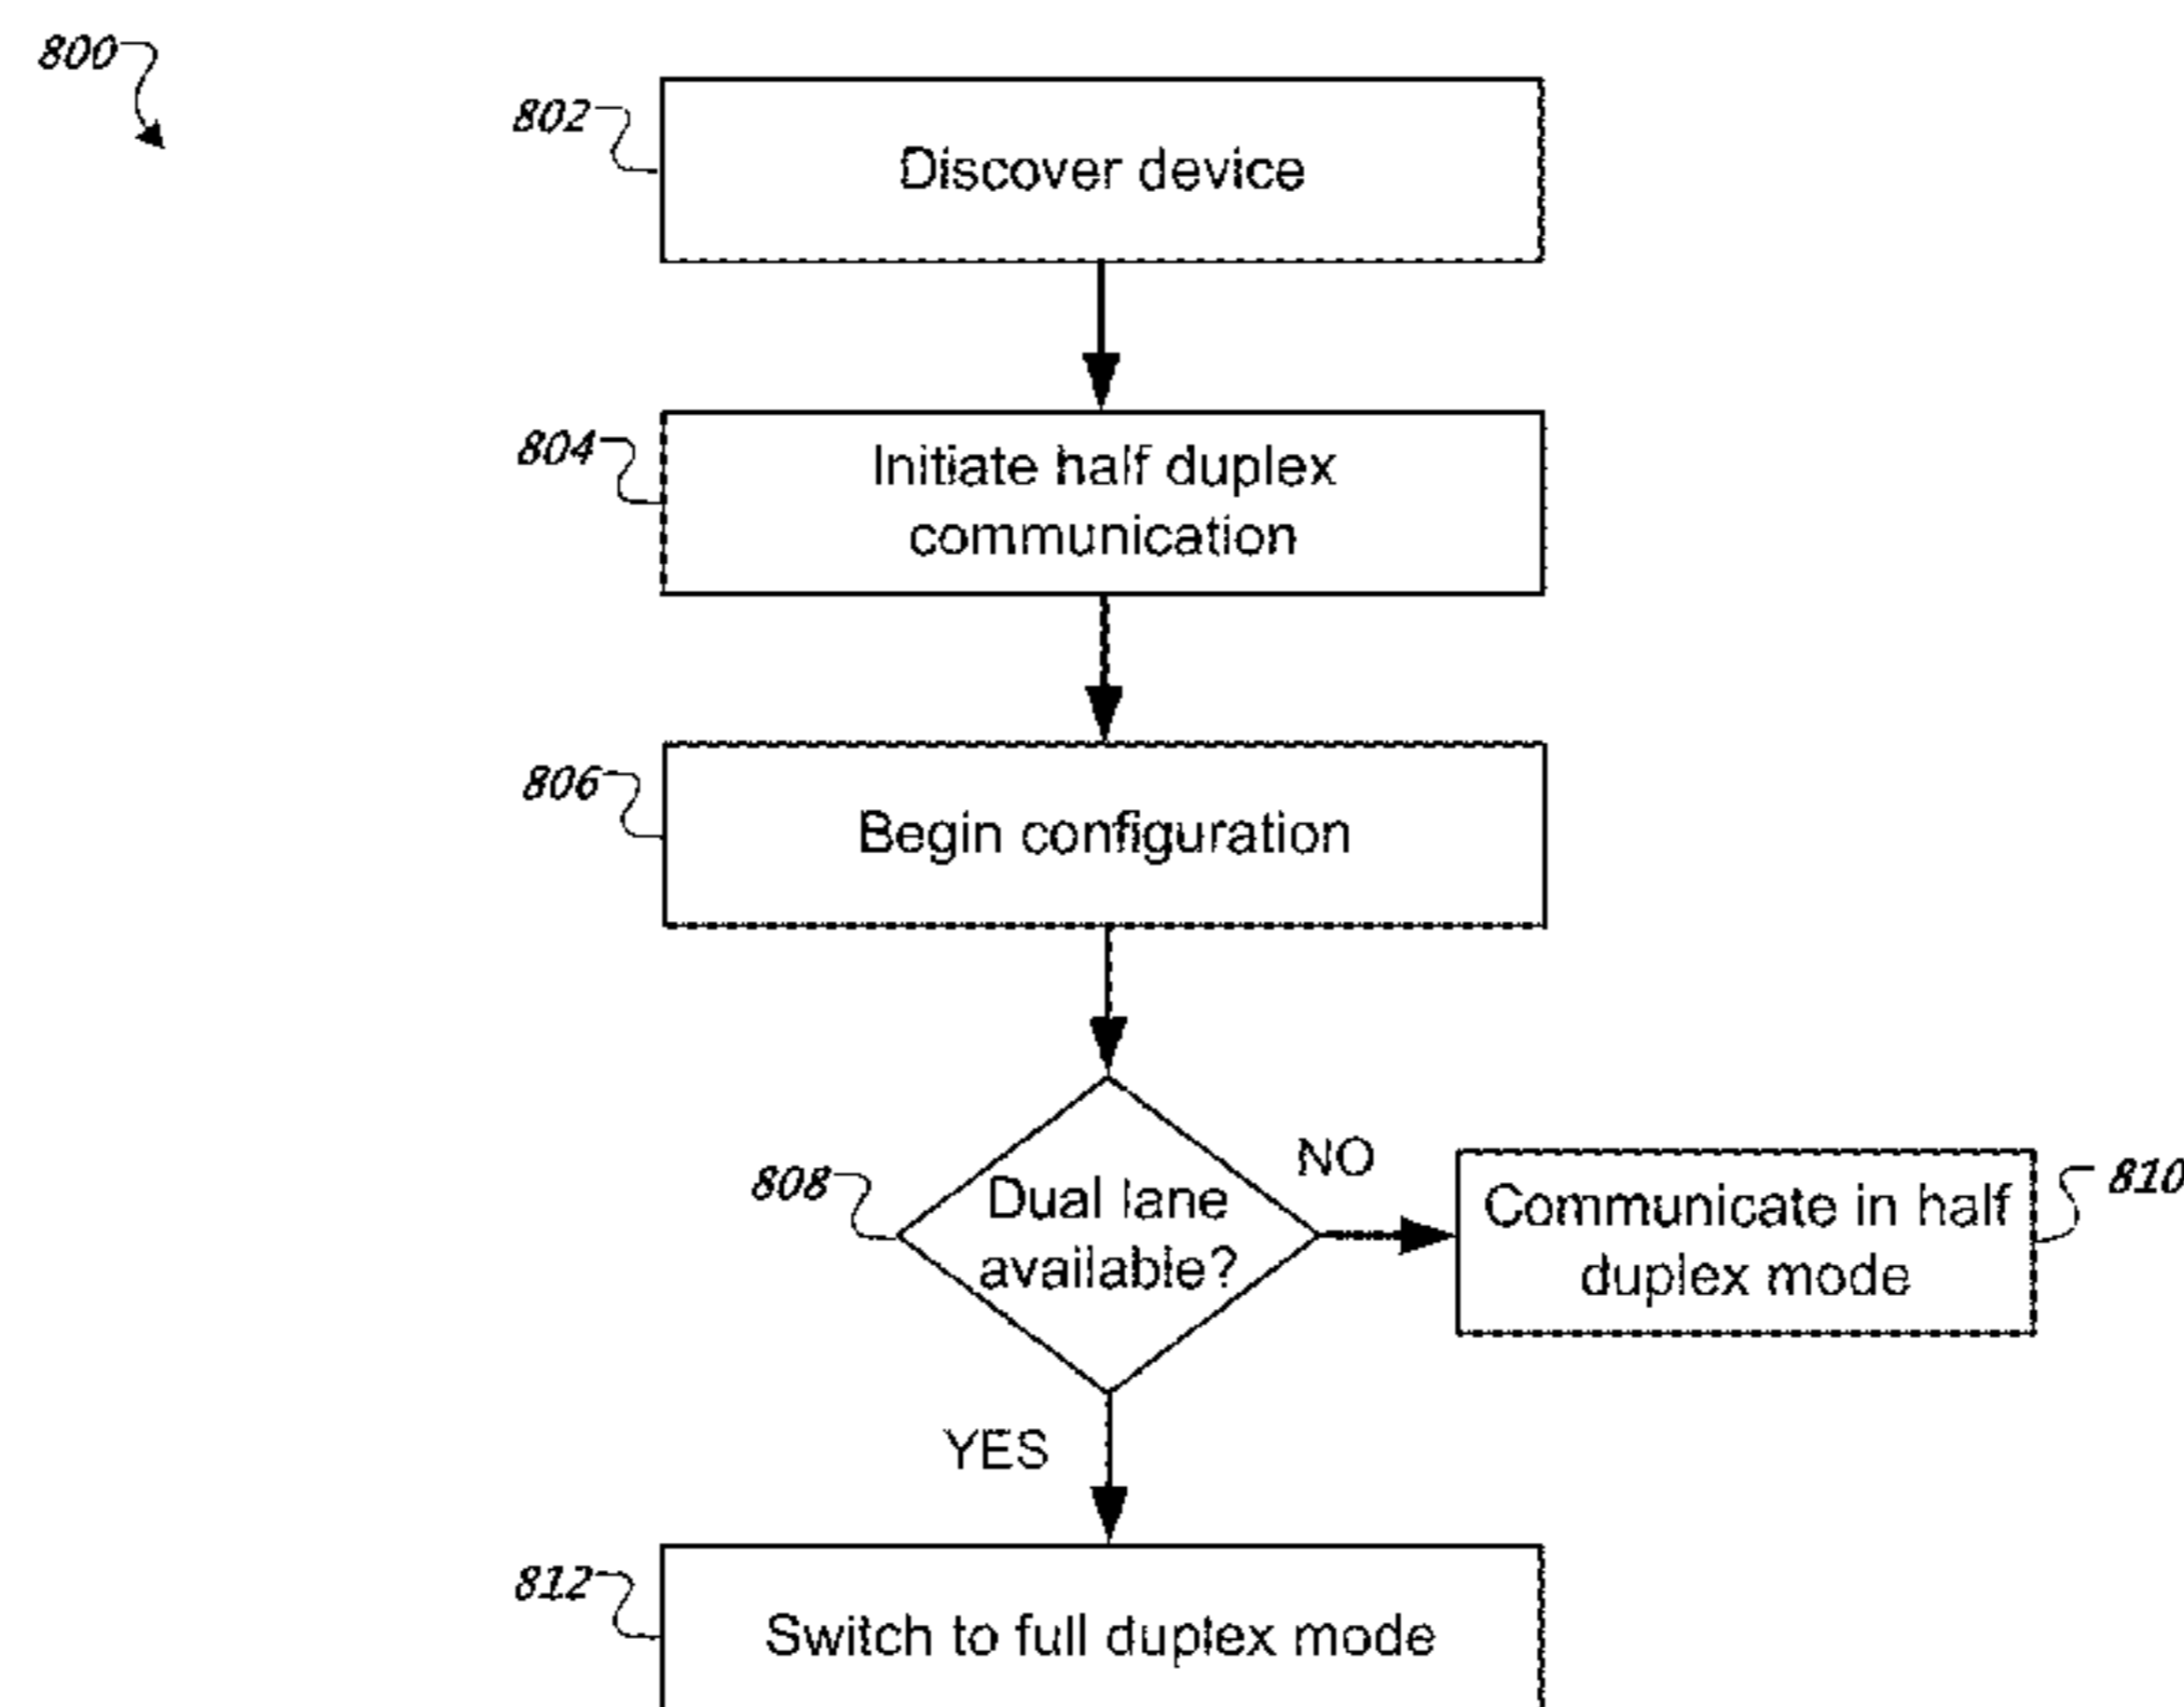 800
802
Discover device
804
Initiate half duplex
communication
806
Begin configuration
808
Dual lane
available?
NO
Communicate in half
duplex mode
810
YES
812
Switch to full duplex mode